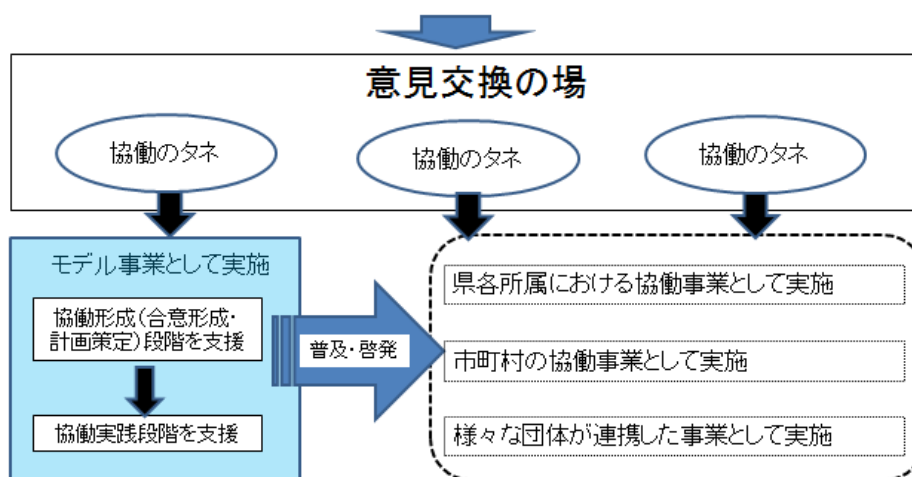 意見交換の場
協働のタネ
協働のタネ
協働のタネ
モデル事業として実施
協働形成(合意形成・
計画策定)段階を支援
協働実践段階を支援
普及・啓発
県各所属における協働事業として実施
市町村の協働事業として実施
様々な団体が連携した事業として実施